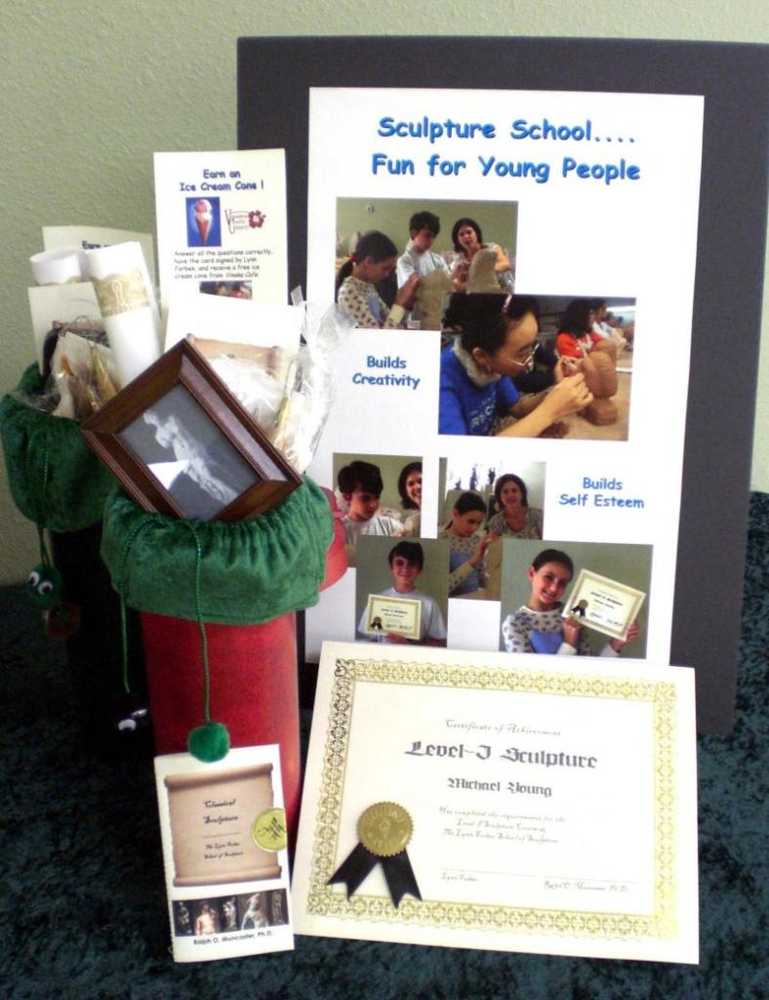 Sculpture School....
Fun for Young People
Earn an
Ice Cream Cone !
Answer all the questions correctly,
have the card signed by Lynn
Forbes, and receive a free ice
cream cone from Vinaka Cafe.
Earn
Builds
Creativity
Builds
Self Esteem
Certificate of Achievement
Level-I Sculpture
Michael Young
Has completed the requirements for the
Level I Sculpture Course at
The Lynn Forbes School of Sculpture
Lynn Forbes
Ralph O. Muncaster, Ph.D.
Classical
Sculpture
The Lynn Forbes
School of Sculpture
Ralph O. Muncaster, Ph.D.